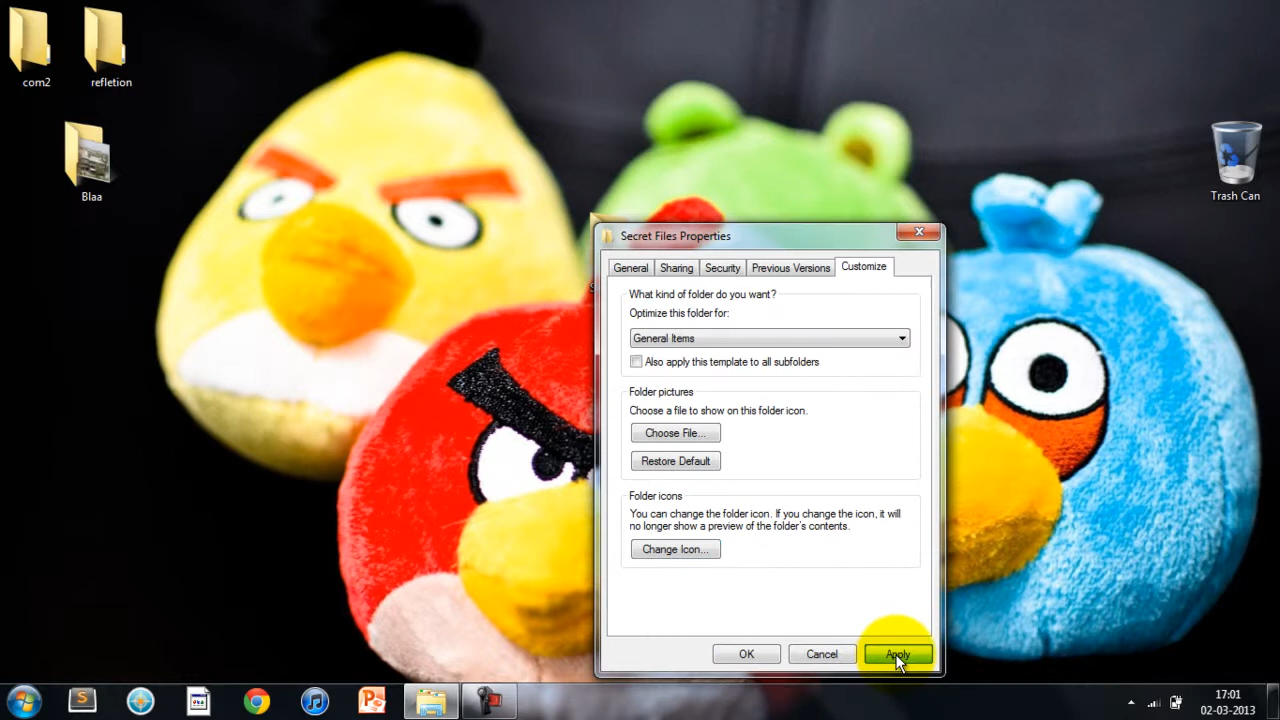 com2
refletion
Blaa
Trash Can
Secret Files Properties
General
Sharing
Security
Previous Versions
Customize
What kind of folder do you want?
Optimize this folder for:
General Items
Also apply this template to all subfolders
Folder pictures
Choose a file to show on this folder icon.
Choose File...
Restore Default
Folder icons
You can change the folder icon. If you change the icon, it will
no longer show a preview of the folder's contents.
Change Icon...
OK
Cancel
Apply
17:01
02-03-2013